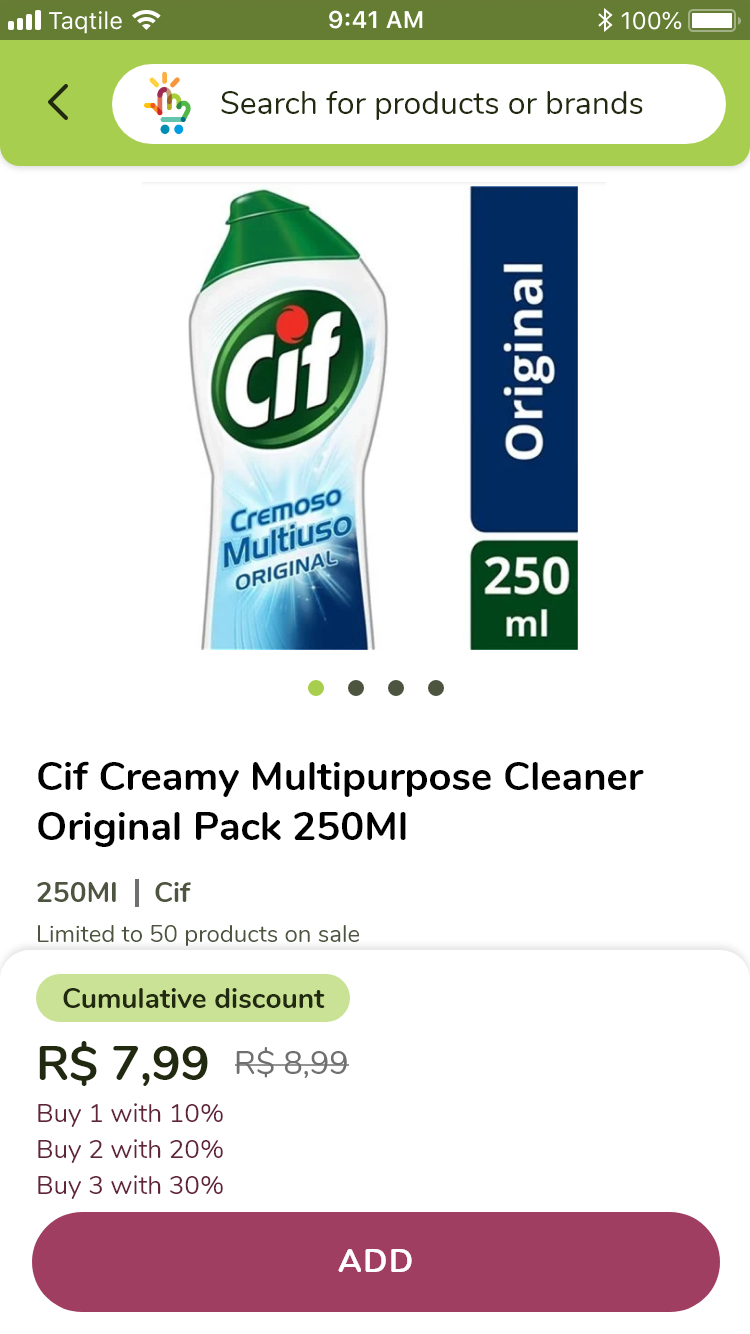 Taqtile 9:41 AM 100%
Search for products or brands
Cif
Cremoso
Multiuso
ORIGINAL
Original
250
ml
Cif Creamy Multipurpose Cleaner
Original Pack 250Ml
250Ml | Cif
Limited to 50 products on sale
Cumulative discount
R$ 7,99 R$ 8,99
Buy 1 with 10%
Buy 2 with 20%
Buy 3 with 30%
ADD